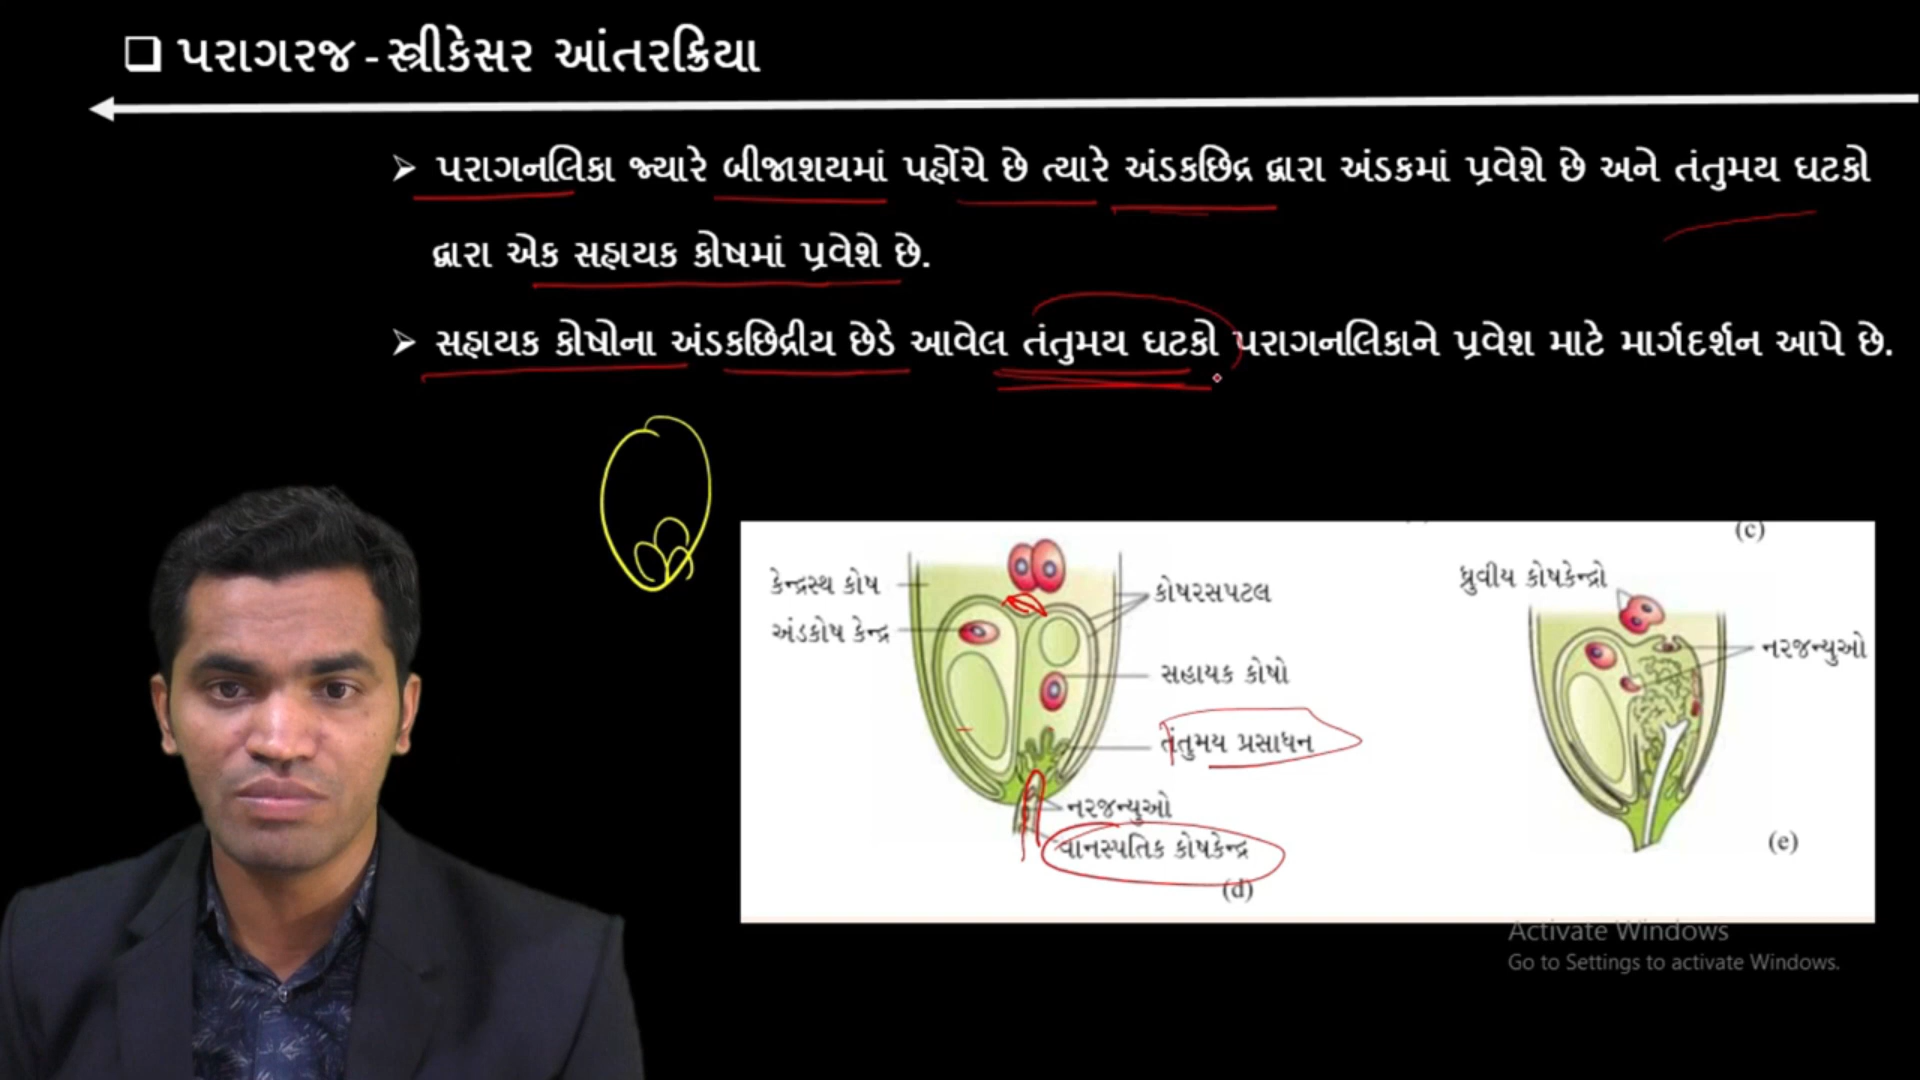 પરાગરજ - સ્ત્રીકેસર આંતરક્રિયા
➢ પરાગનલિકા જ્યારે બીજાશયમાં પહોંચે છે ત્યારે અંડકછિદ્ર દ્વારા અંડકમાં પ્રવેશે છે અને તંતુમય ઘટકો
દ્વારા એક સહાયક કોષમાં પ્રવેશે છે.
➢ સહાયક કોષોના અંડકછિદ્રીય છેડે આવેલ તંતુમય ઘટકો પરાગનલિકાને પ્રવેશ માટે માર્ગદર્શન આપે છે.
(c)
કેન્દ્રસ્થ કોષ
અંડકોષ કેન્દ્ર
કોષરસપટલ
સહાયક કોષો
તંતુમય પ્રસાધન
નરજન્યુઓ
વાનસ્પતિક કોષકેન્દ્ર
(d)
ધ્રુવીય કોષકેન્દ્રો
નરજન્યુઓ
(e)
Activate Windows
Go to Settings to activate Windows.